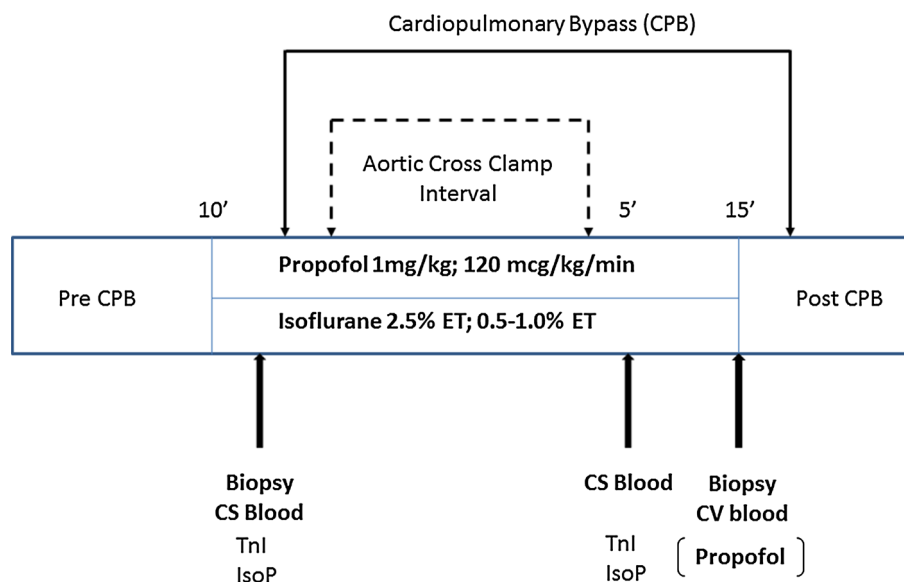 Cardiopulmonary Bypass (CPB)
Aortic Cross Clamp
Interval
10’
5’
15’
Pre CPB
Propofol 1mg/kg; 120 mcg/kg/min
Isoflurane 2.5% ET; 0.5-1.0% ET
Post CPB
Biopsy
CS Blood
TnI
IsoP
CS Blood
TnI
IsoP
Biopsy
CV blood
[Propofol]